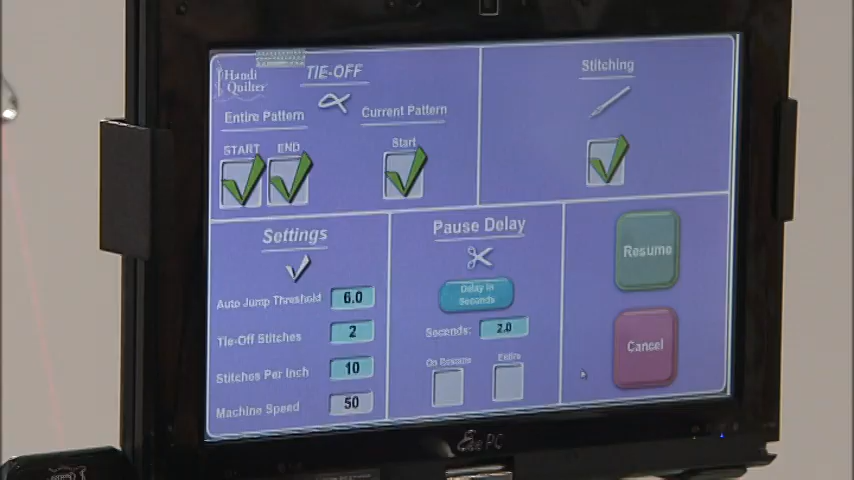 Handi
Quilter
TIE-OFF
Entire Pattern
START
END
Current Pattern
Start
Stitching
Settings
Auto Jump Threshold 6.0
Tie-Off Stitches 2
Stitches Per Inch 10
Machine Speed 50
Pause Delay
Delay in
Seconds
Seconds: 2.0
On Resume
Entire
Resume
Cancel
Eee PC